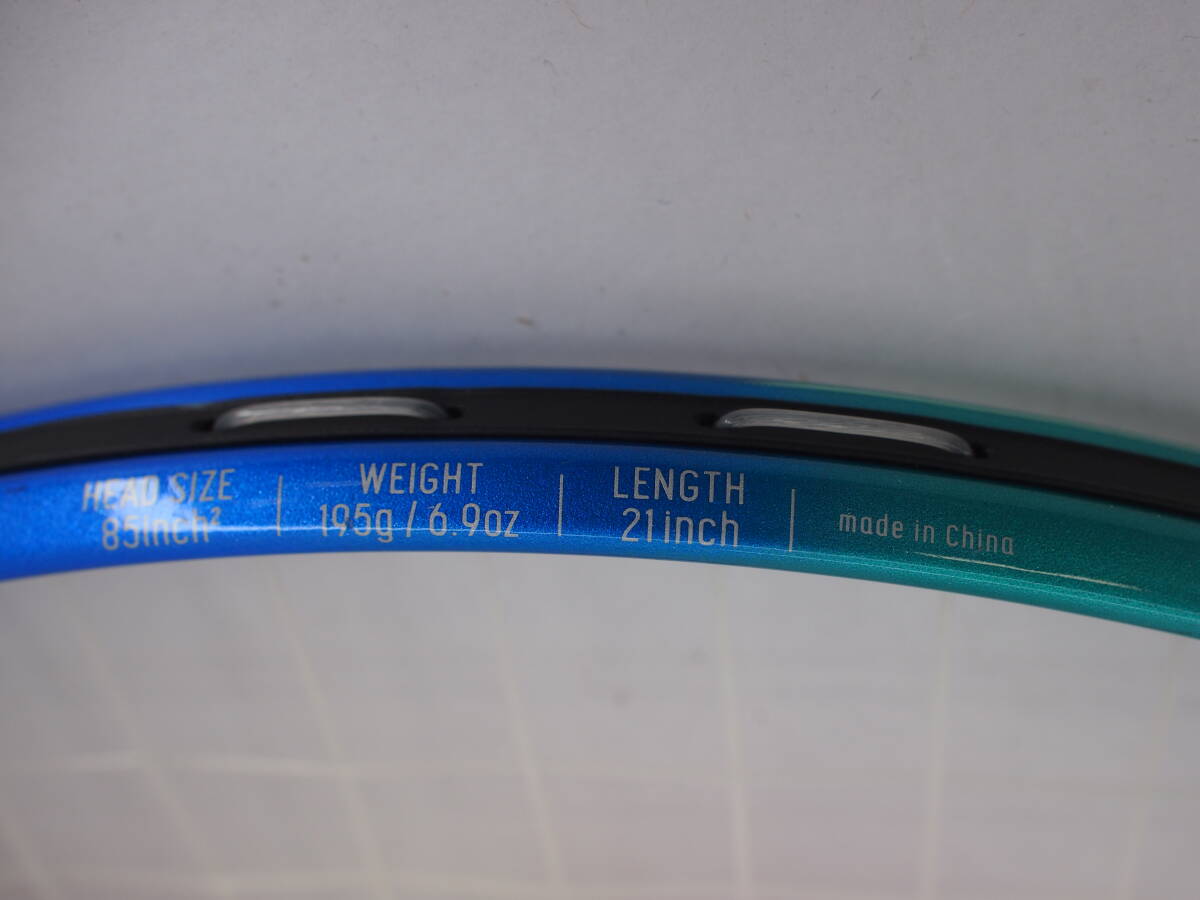 HEAD SIZE
85inch²
WEIGHT
195g / 6.9oz
LENGTH
21inch
made in China